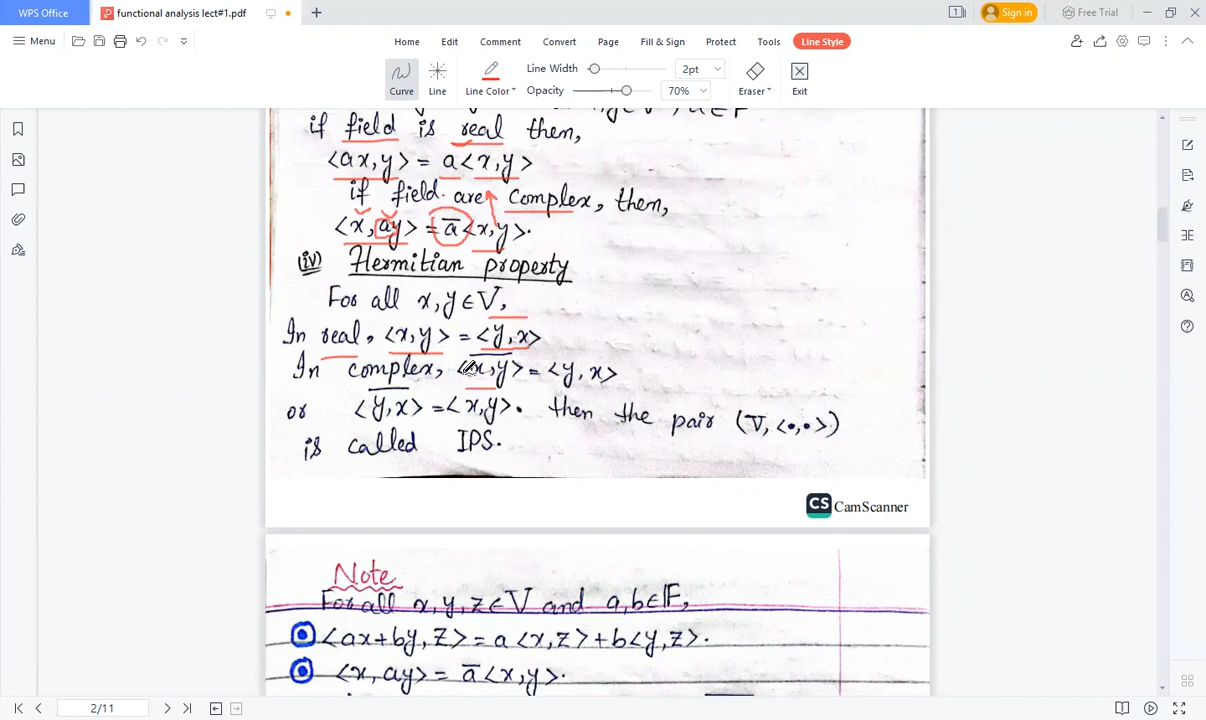 WPS Office
functional analysis lect#1.pdf
Sign in
Free Trial
Menu
Home Edit Comment Convert Page Fill & Sign Protect Tools Line Style
Curve
Line
Line Color
Line Width
2pt
Opacity
70%
Eraser
Exit
if field is real then,
<ax,y> = a<x,y>
if field are complex, then,
<x,ay> = a̅<x,y>.
(iv) Hermitian property
For all x,y∈V,
In real, <x,y> = <y,x>
In complex, \overline{<x,y>} = <y,x>
or \overline{<y,x>} = <x,y>. then the pair (V,<•,•>)
is called IPS.
CS CamScanner
Note
For all x,y,z∈V and a,b∈F,
<ax+by,z> = a<x,z>+b<y,z>.
<x,ay> = a̅<x,y>.
2/11